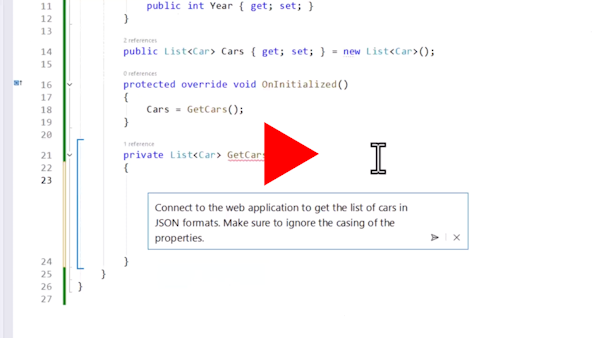 11 public int Year { get; set; }
12 }
13
2 references
14 public List<Car> Cars { get; set; } = new List<Car>();
15
0 references
16 protected override void OnInitialized()
17 {
18 Cars = GetCars();
19 }
20
1 reference
21 private List<Car> GetCars
22 {
23
Connect to the web application to get the list of cars in
JSON formats. Make sure to ignore the casing of the
properties.
24 }
25 }
26 }
27